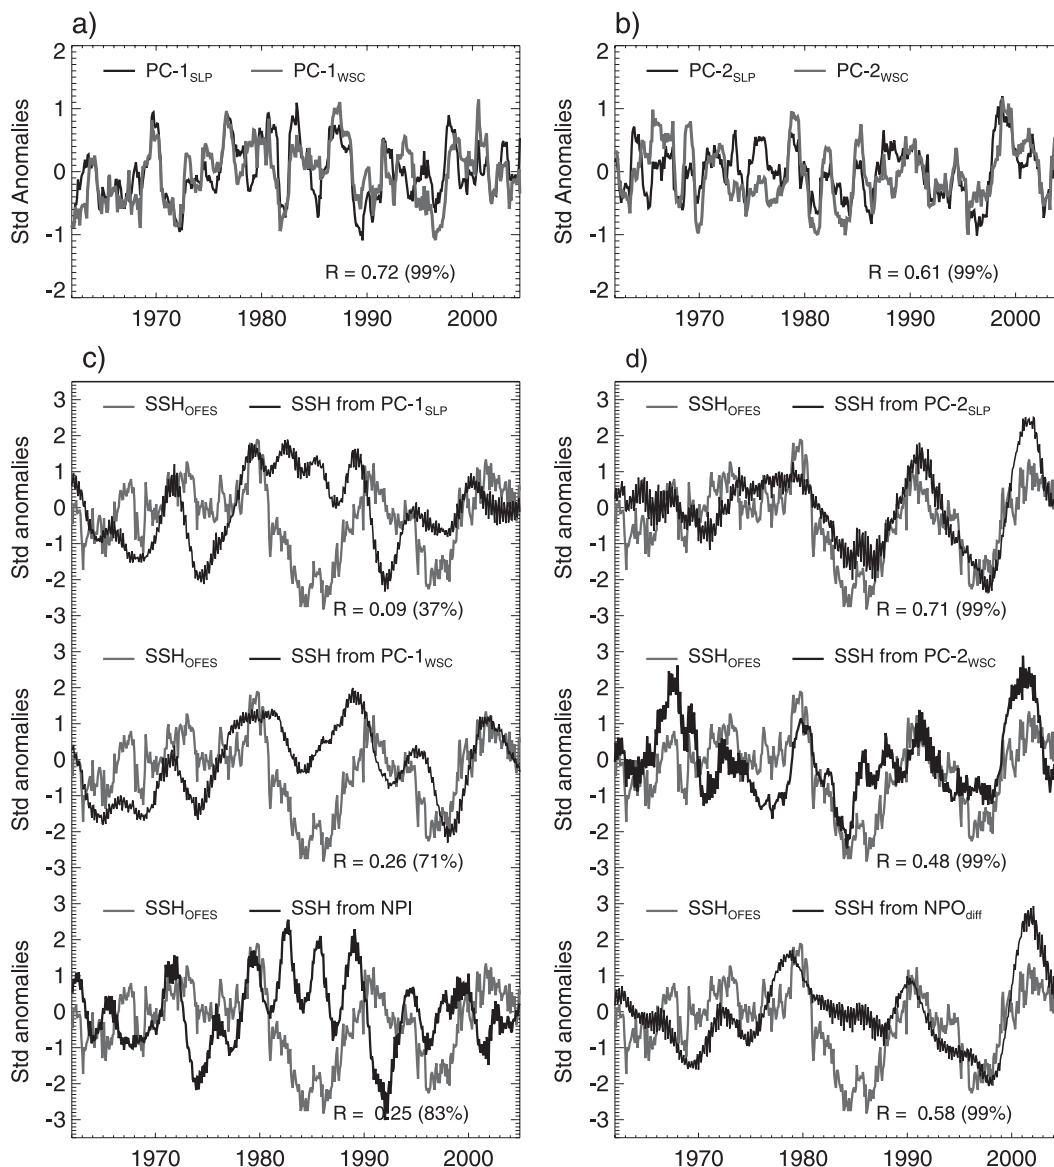 a)
PC-1SLP PC-1WSC
Std Anomalies
2
1
0
-1
-2
R = 0.72 (99%)
1970 1980 1990 2000
b)
PC-2SLP PC-2WSC
Std Anomalies
2
1
0
-1
-2
R = 0.61 (99%)
1970 1980 1990 2000
c)
SSHOFES SSH from PC-1SLP
Std anomalies
3
2
1
0
-1
-2
-3
R = 0.09 (37%)
SSHOFES SSH from PC-1WSC
Std anomalies
3
2
1
0
-1
-2
-3
R = 0.26 (71%)
SSHOFES SSH from NPI
Std anomalies
3
2
1
0
-1
-2
-3
R = 0.25 (83%)
1970 1980 1990 2000
d)
SSHOFES SSH from PC-2SLP
Std anomalies
3
2
1
0
-1
-2
-3
R = 0.71 (99%)
SSHOFES SSH from PC-2WSC
Std anomalies
3
2
1
0
-1
-2
-3
R = 0.48 (99%)
SSHOFES SSH from NPOdiff
Std anomalies
3
2
1
0
-1
-2
-3
R = 0.58 (99%)
1970 1980 1990 2000